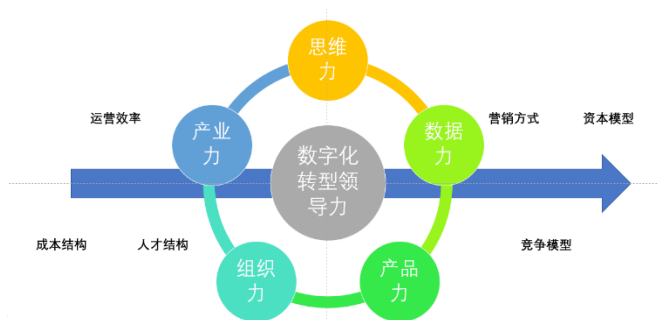 思维
力
运营效率
产业
力
数据
力
营销方式
资本模型
数字化
转型领
导力
成本结构
人才结构
竞争模型
组织
力
产品
力